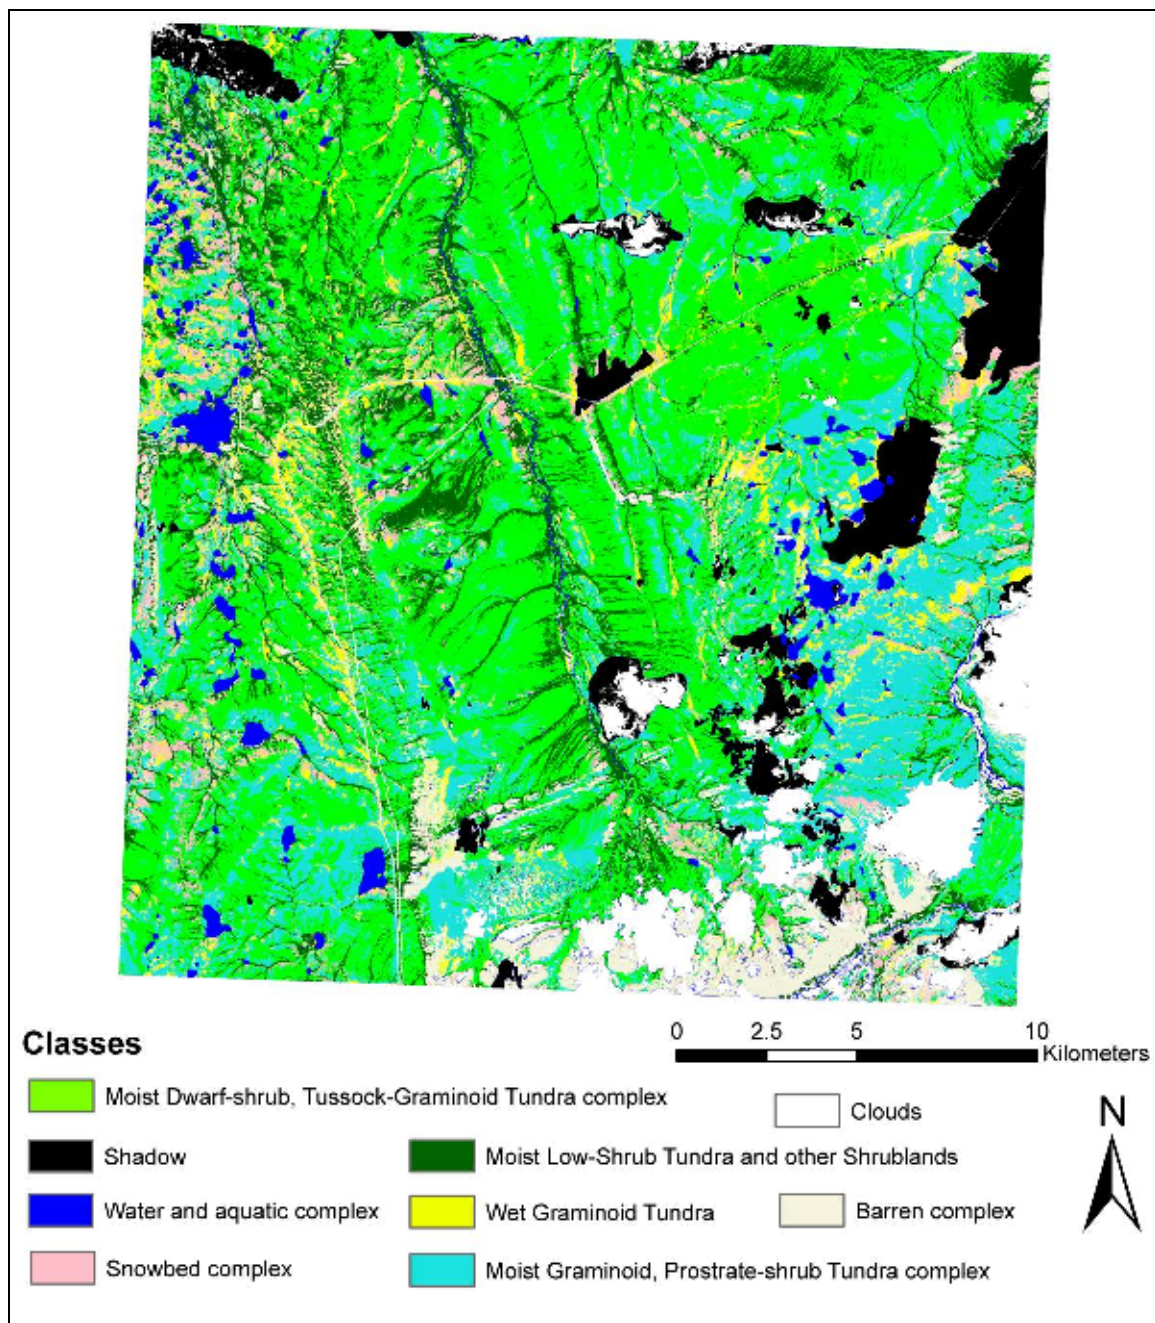 Classes
0 2.5 5 10
Kilometers
Moist Dwarf-shrub, Tussock-Graminoid Tundra complex
Clouds
N
Shadow
Moist Low-Shrub Tundra and other Shrublands
Water and aquatic complex
Wet Graminoid Tundra
Barren complex
Snowbed complex
Moist Graminoid, Prostrate-shrub Tundra complex